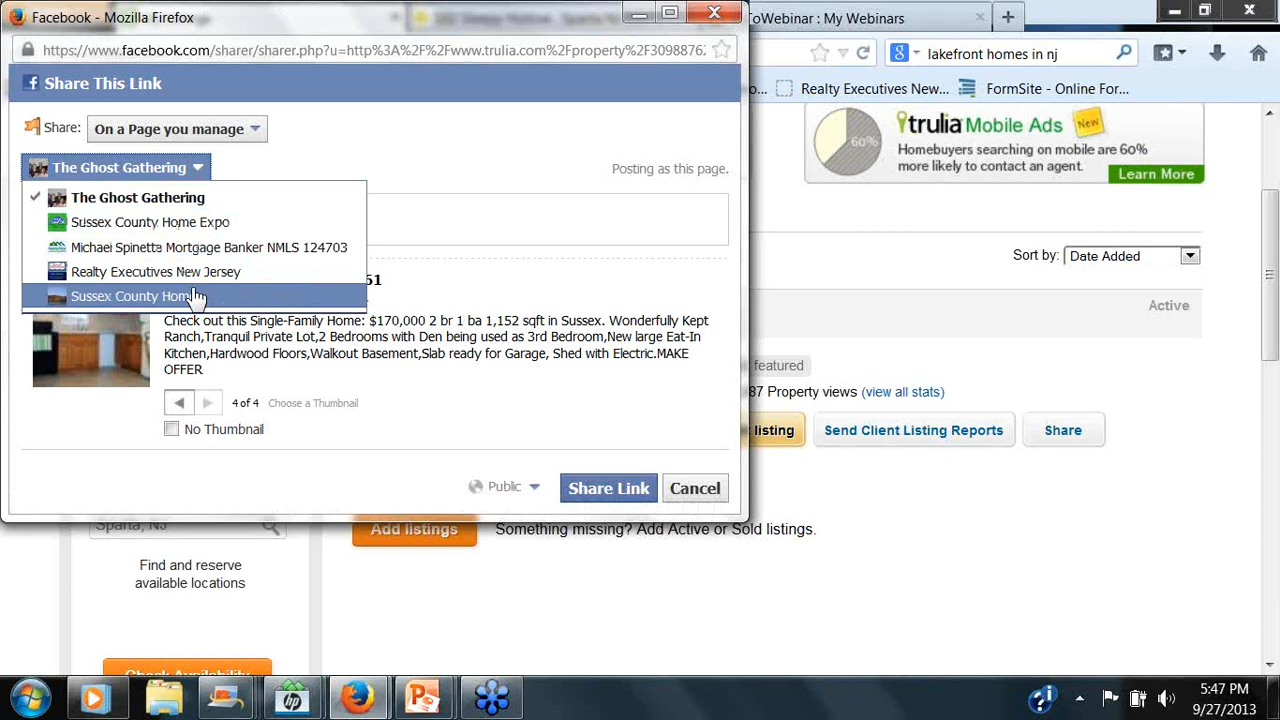 Facebook - Mozilla Firefox
ToWebinar : My Webinars
https://www.facebook.com/sharer/sharer.php?u=http%3A%2F%2Fwww.trulia.com%2Fproperty%2F3098876
lakefront homes in nj
Share This Link
Realty Executives New...
FormSite - Online For...
Share: On a Page you manage
trulia Mobile Ads New
60%
Homebuyers searching on mobile are 60%
more likely to contact an agent.
Learn More
The Ghost Gathering
Posting as this page.
The Ghost Gathering
Sussex County Home Expo
Michael Spinetta Mortgage Banker NMLS 124703
Realty Executives New Jersey
Sussex County
Sort by: Date Added
61
Active
Check out this Single-Family Home: $170,000 2 br 1 ba 1,152 sqft in Sussex. Wonderfully Kept
Ranch,Tranquil Private Lot,2 Bedrooms with Den being used as 3rd Bedroom,New large Eat-In
Kitchen,Hardwood Floors,Walkout Basement,Slab ready for Garage, Shed with Electric.MAKE
OFFER
featured
87 Property views (view all stats)
4 of 4 Choose a Thumbnail
No Thumbnail
listing
Send Client Listing Reports
Share
Public
Share Link
Cancel
Sparta, NJ
Add listings
Something missing? Add Active or Sold listings.
Find and reserve
available locations
Check Availability
5:47 PM
9/27/2013